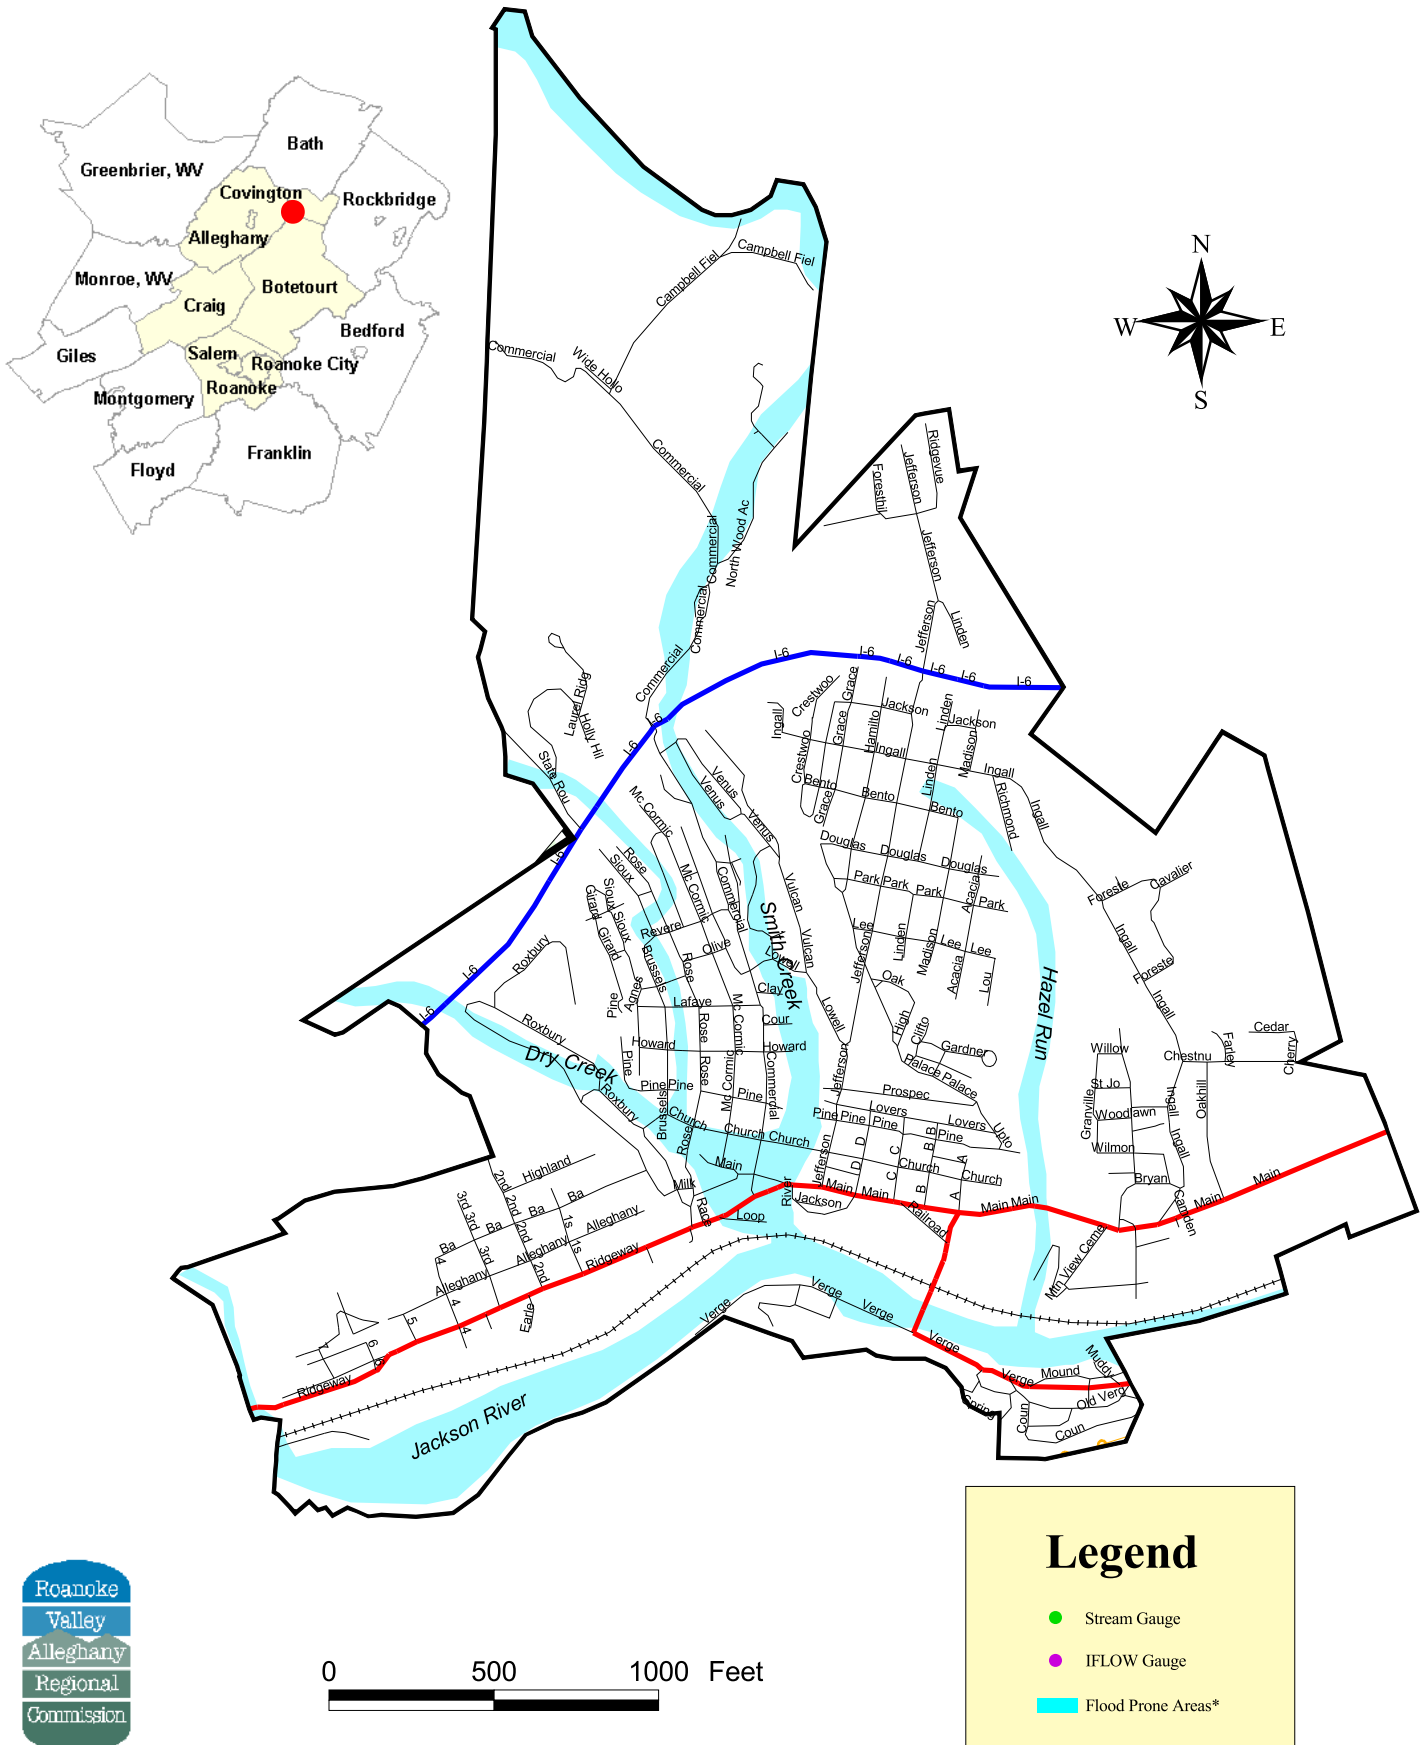 Bath
Greenbrier, WV
Covington
Rockbridge
Alleghany
Monroe, WV
Botetourt
Craig
Bedford
Giles
Salem
Roanoke City
Roanoke
Montgomery
Franklin
Floyd
N
W
E
S
Campbell Fiel
Campbell Fiel
Commercial
Wide Hollo
Commercial
Commercial
North Wood Ac
Commercial
Commercial
Ridgevue
Jefferson
Foresthil
Jefferson
Jefferson
Linden
I-6
I-6
I-6
I-6
I-6
I-6
I-6
I-6
I-6
I-6
I-6
Laurel Ridg
Holly Hil
State Rou
Crestwoo
Grace
Ingall
Grace
Hamilto
Jackson
Linden
Jackson
Madison
Crestwoo
Ingall
Ingall
Linden
Bento
Bento
Bento
Grace
Richmond
Ingall
Venus
Venus
Venus
Mc Cormic
Rose
Sioux
Mc Cormic
Commercial
Vulcan
Vulcan
Douglas
Douglas
Douglas
Park
Park
Park
Park
Acacia
Foreste
Cavalier
Ingall
Foreste
Ingall
Girard
Sioux
Sioux
Girard
Revere
Olive
Brussels
Rose
Smith Creek
Lowell
Lee
Lee
Lee
Linden
Madison
Jefferson
Acacia
Lou
Roxbury
Pine
Agnes
Lafaye
Clay
Cour
Mc Cormic
Rose
Howard
Howard
Lowell
Oak
High
Clifto
Gardner
Palace
Palace
Hazel Run
Roxbury
Dry Creek
Roxbury
Pine
Pine
Pine
Rose
Mc Cormic
Pine
Commercial
Brussels
Church
Church
Church
Rose
Jefferson
Prospec
Lovers
Lovers
Upto
Pine
Pine
Pine
Pine
Jefferson
D
D
C
C
B
B
B
A
A
Church
Church
Willow
St Jo
Granville
Woodlawn
Wilmon
Bryan
Chestnu
Ingall
Ingall
Oakhill
Farley
Cedar
Cherry
Camden
Main
Main
Main
Main
Main
Main
Main
Milk
Race
Loop
River
Jackson
Railroad
Mtn View Cente
Highland
2nd
2nd
2nd
2nd
3rd
3rd
3rd
Ba
Ba
Ba
Ba
1s
1s
Alleghany
Alleghany
Alleghany
Ridgeway
4
4
4
5
6
6
7
Earle
Ridgeway
Verge
Verge
Verge
Verge
Verge
Mound
Muddy
Old Verg
Spring
Coun
Coun
Jackson River
Legend
Stream Gauge
IFLOW Gauge
Flood Prone Areas*
0 500 1000 Feet
Roanoke
Valley
Alleghany
Regional
Commission